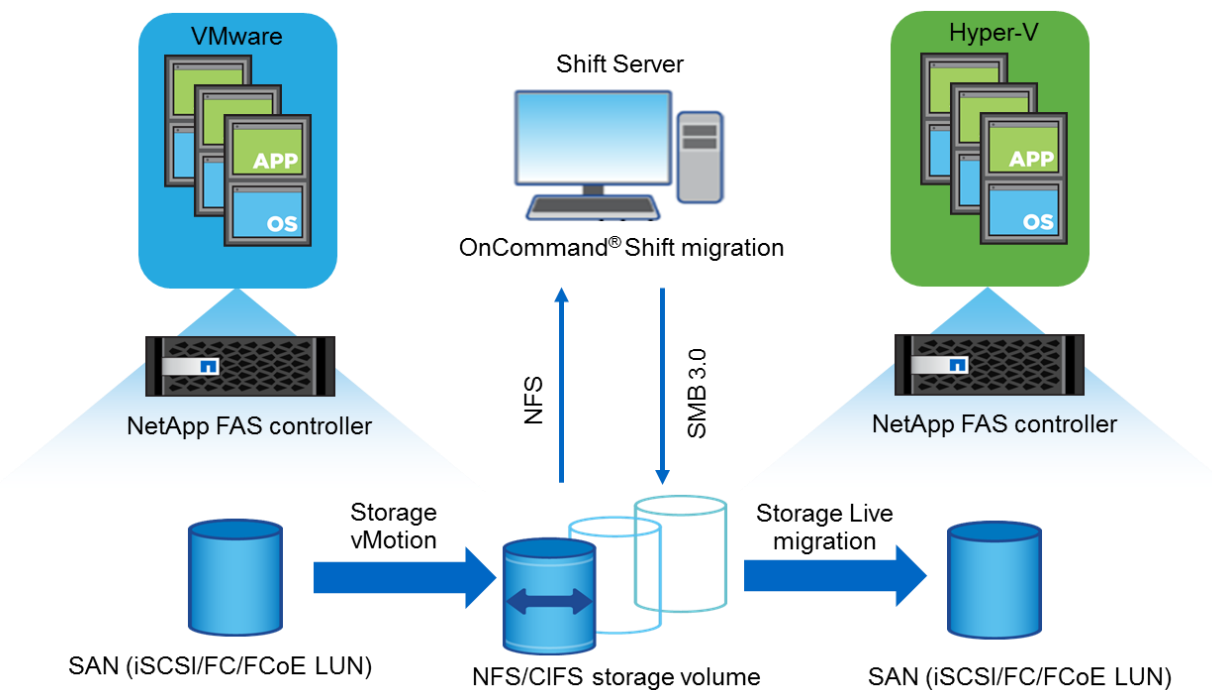 VMware
APP
OS
NetApp FAS controller
Shift Server
OnCommand® Shift migration
NFS
SMB 3.0
Hyper-V
APP
OS
NetApp FAS controller
SAN (iSCSI/FC/FCoE LUN)
Storage
vMotion
NFS/CIFS storage volume
Storage Live
migration
SAN (iSCSI/FC/FCoE LUN)